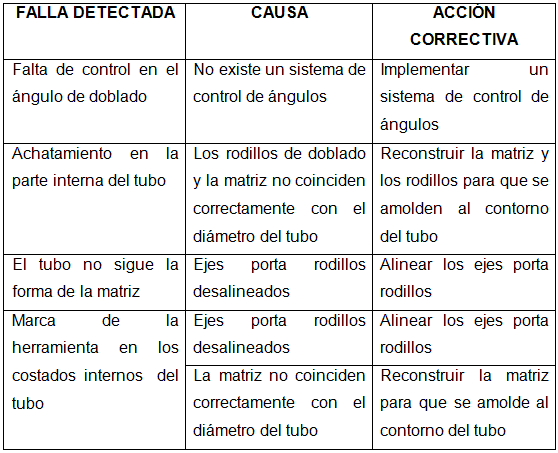 FALLA DETECTADA
CAUSA
ACCIÓN
CORRECTIVA
Falta de control en el
ángulo de doblado
No existe un sistema de
control de ángulos
Implementar un
sistema de control de
ángulos
Achatamiento en la
parte interna del tubo
Los rodillos de doblado
y la matriz no coinciden
correctamente con el
diámetro del tubo
Reconstruir la matriz y
los rodillos para que se
amolden al contorno
del tubo
El tubo no sigue la
forma de la matriz
Ejes porta rodillos
desalineados
Alinear los ejes porta
rodillos
Marca de la
herramienta en los
costados internos del
tubo
Ejes porta rodillos
desalineados
Alinear los ejes porta
rodillos
La matriz no coinciden
correctamente con el
diámetro del tubo
Reconstruir la matriz
para que se amolde al
contorno del tubo